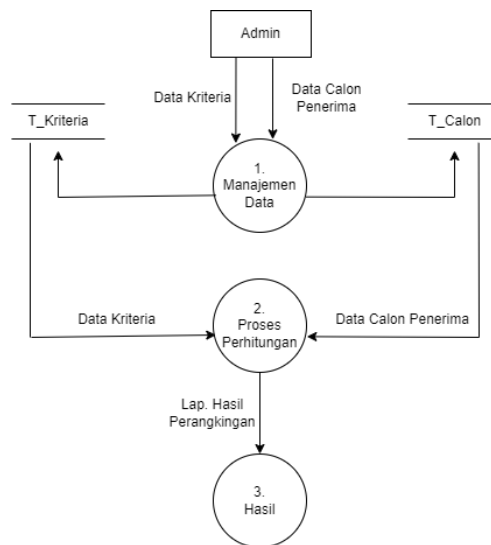 Admin
Data Kriteria
Data Calon
Penerima
T_Kriteria
T_Calon
1.
Manajemen
Data
2.
Proses
Perhitungan
Data Kriteria
Data Calon Penerima
Lap. Hasil
Perangkingan
3.
Hasil